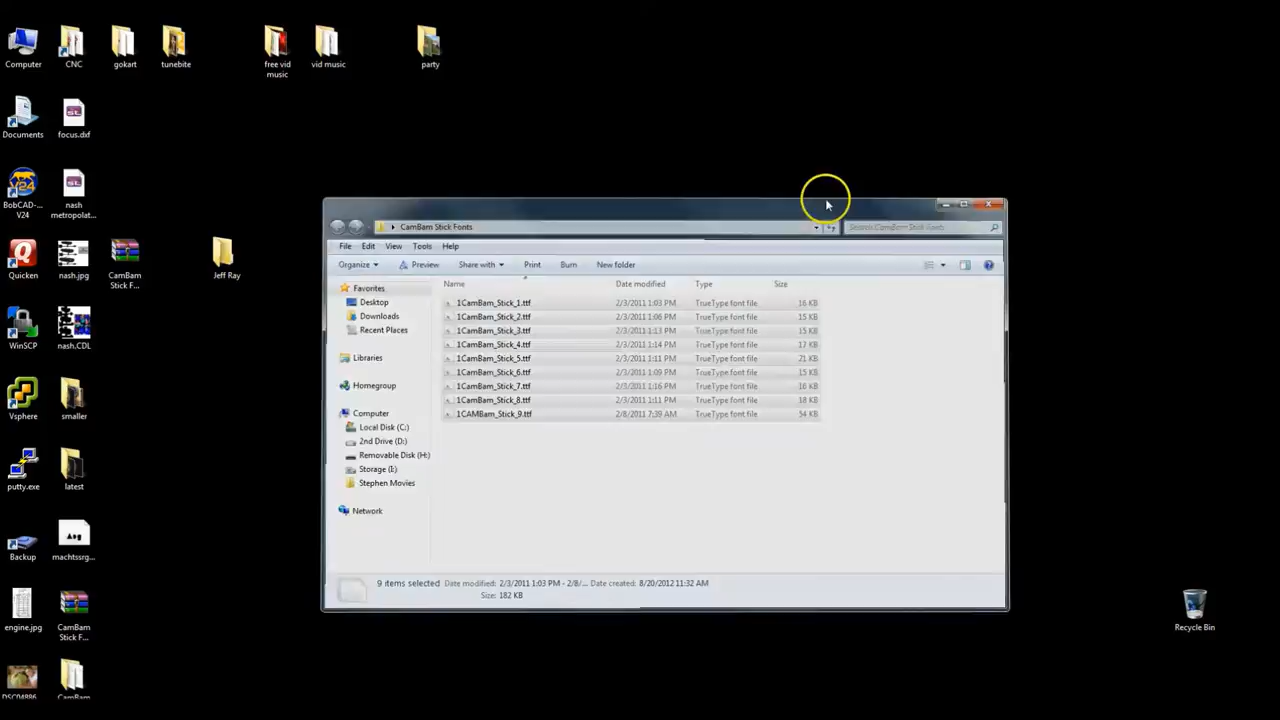 Computer
CNC
gokart
tunebite
free vid
music
vid music
party
Documents
focus.dxf
BobCAD-...
V24
nash
metropolat...
Quicken
nash.jpg
CamBam
Stick F...
Jeff Ray
WinSCP
nash.CDL
Vsphere
smaller
putty.exe
latest
Backup
machtssrg...
engine.jpg
CamBam
Stick F...
DSC04886
CamBam
Recycle Bin
CamBam Stick Fonts
Search CamBam Stick Fonts
File Edit View Tools Help
Organize Preview Share with Print Burn New folder
Name Date modified Type Size
1CamBam_Stick_1.ttf 2/3/2011 1:03 PM TrueType font file 16 KB
1CamBam_Stick_2.ttf 2/3/2011 1:06 PM TrueType font file 15 KB
1CamBam_Stick_3.ttf 2/3/2011 1:13 PM TrueType font file 15 KB
1CamBam_Stick_4.ttf 2/3/2011 1:14 PM TrueType font file 17 KB
1CamBam_Stick_5.ttf 2/3/2011 1:11 PM TrueType font file 21 KB
1CamBam_Stick_6.ttf 2/3/2011 1:09 PM TrueType font file 15 KB
1CamBam_Stick_7.ttf 2/3/2011 1:16 PM TrueType font file 16 KB
1CamBam_Stick_8.ttf 2/3/2011 1:11 PM TrueType font file 18 KB
1CAMBam_Stick_9.ttf 2/8/2011 7:39 AM TrueType font file 54 KB
Favorites
Desktop
Downloads
Recent Places
Libraries
Homegroup
Computer
Local Disk (C:)
2nd Drive (D:)
Removable Disk (H:)
Storage (I:)
Stephen Movies
Network
9 items selected Date modified: 2/3/2011 1:03 PM - 2/8/... Date created: 8/20/2012 11:32 AM
Size: 182 KB